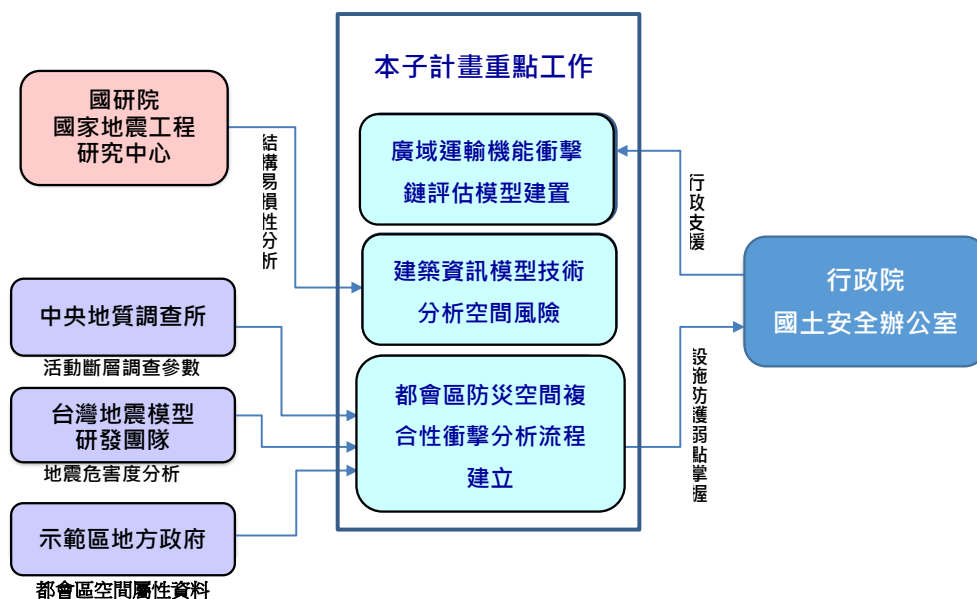 本子計畫重點工作
國研院
國家地震工程
研究中心
結構易損性分析
廣域運輸機能衝擊
鏈評估模型建置
行政支援
建築資訊模型技術
分析空間風險
行政院
國土安全辦公室
中央地質調查所
活動斷層調查參數
台灣地震模型
研發團隊
地震危害度分析
都會區防災空間複
合性衝擊分析流程
建立
設施防護弱點掌握
示範區地方政府
都會區空間屬性資料